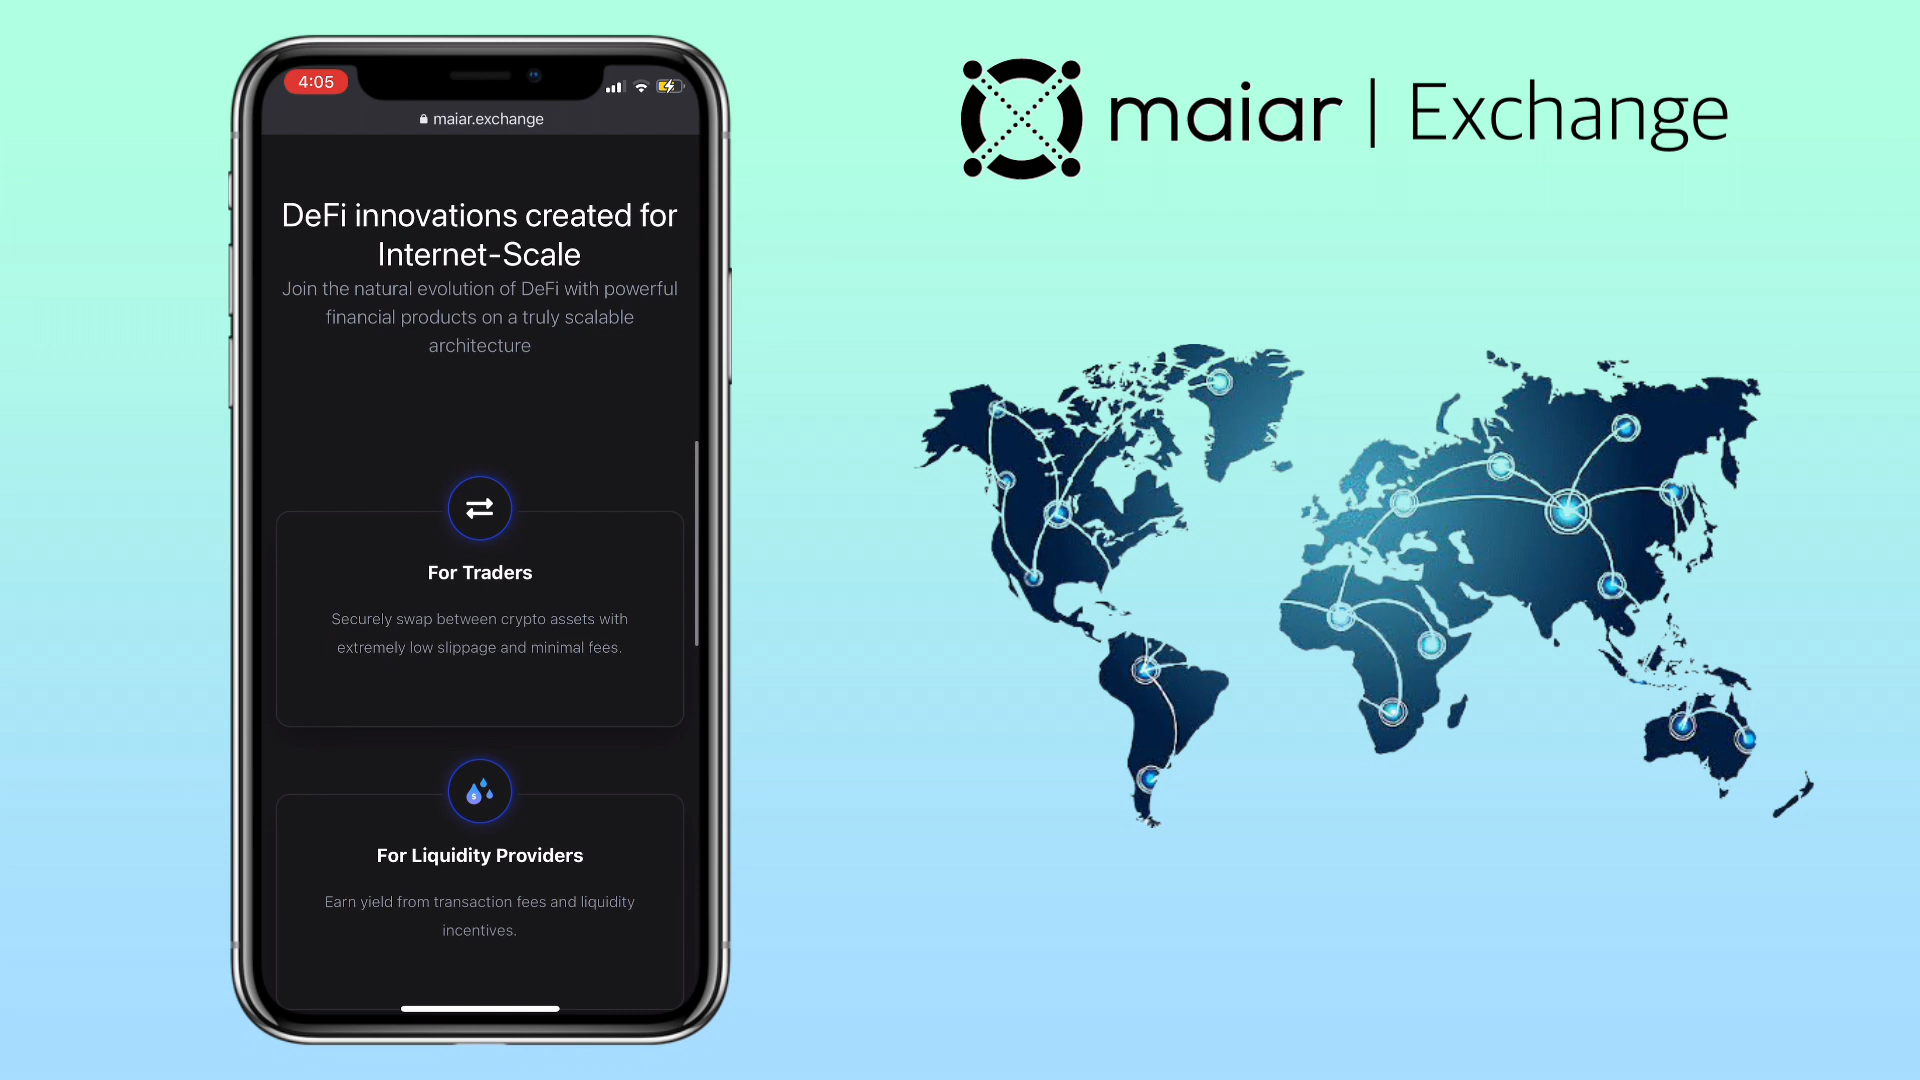 4:05
maiar.exchange
DeFi innovations created for
Internet-Scale
Join the natural evolution of DeFi with powerful
financial products on a truly scalable
architecture
For Traders
Securely swap between crypto assets with
extremely low slippage and minimal fees.
For Liquidity Providers
Earn yield from transaction fees and liquidity
incentives.
maiar | Exchange